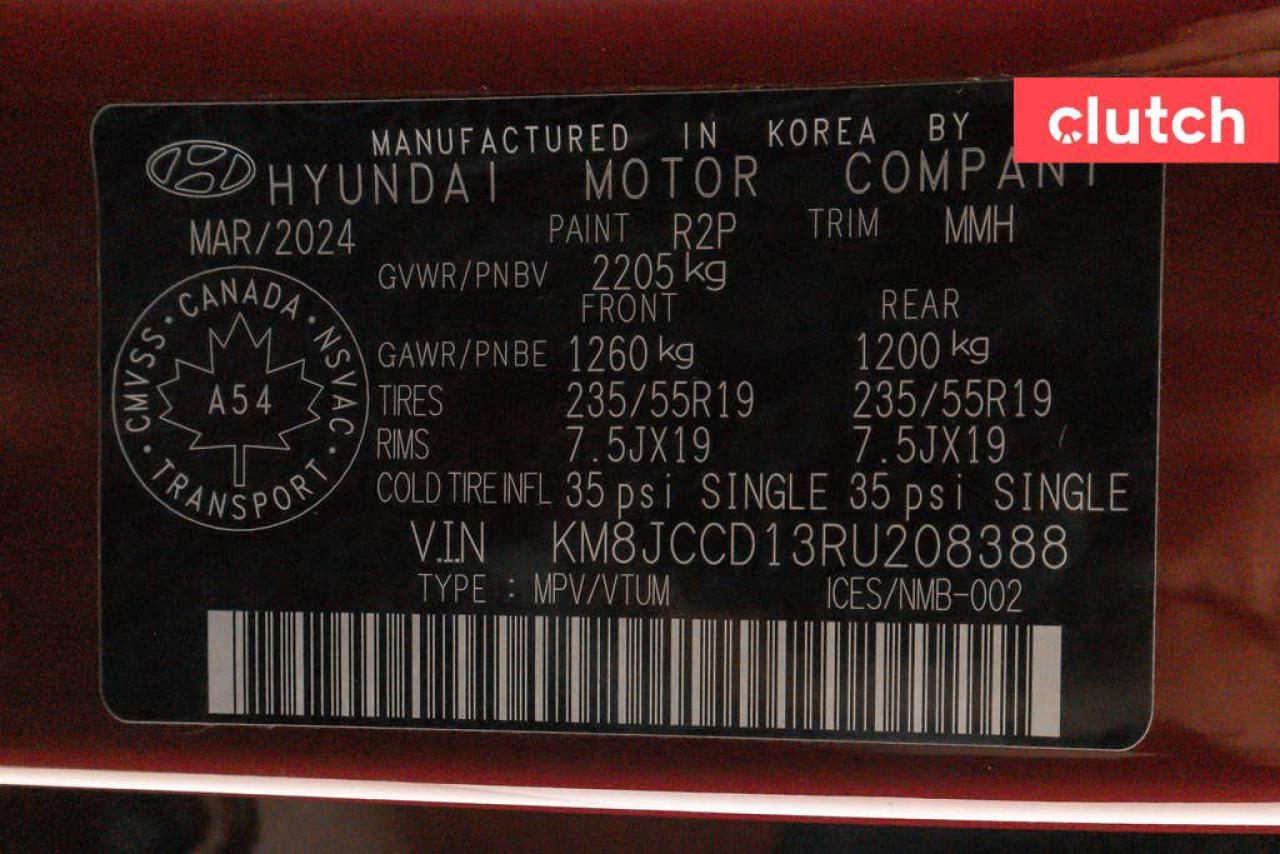 clutch
MANUFACTURED IN KOREA BY
HYUNDAI MOTOR COMPANY
MAR/2024 PAINT R2P TRIM MMH
GVWR/PNBV 2205 kg
FRONT REAR
GAWR/PNBE 1260 kg 1200 kg
TIRES 235/55R19 235/55R19
RIMS 7.5JX19 7.5JX19
COLD TIRE INFL 35 psi SINGLE 35 psi SINGLE
V.I.N KM8JCCD13RU208388
TYPE : MPV/VTUM ICES/NMB-002
CMVSS • CANADA • NSVAC • TRANSPORT •
A54